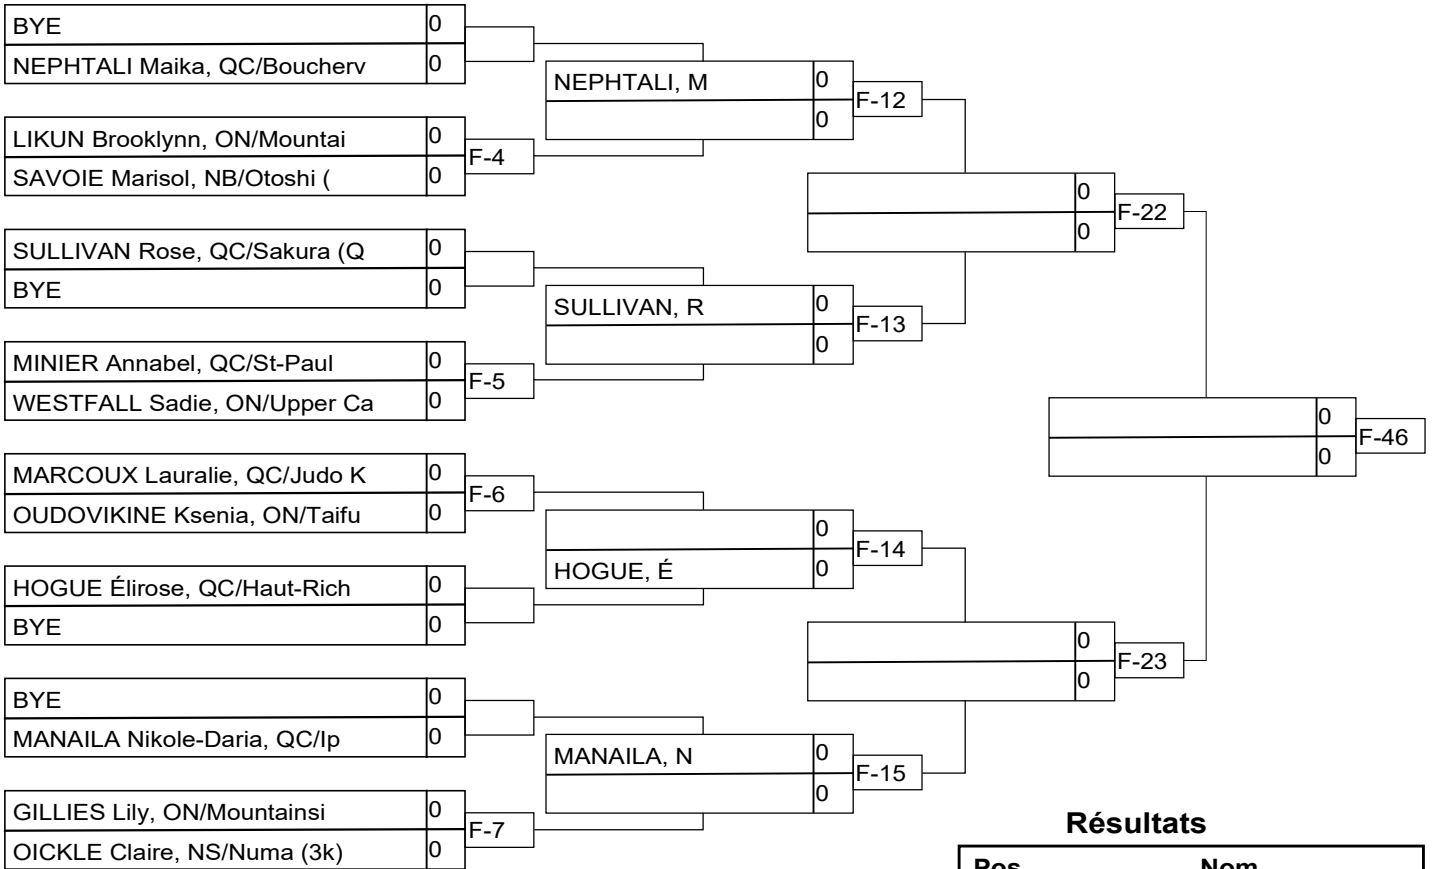 BYE 0
NEPHTALI Maika, QC/Boucherv 0
LIKUN Brooklynn, ON/Mountai 0
F-4
SAVOIE Marisol, NB/Otoshi ( 0
SULLIVAN Rose, QC/Sakura (Q 0
BYE 0
MINIER Annabel, QC/St-Paul 0
F-5
WESTFALL Sadie, ON/Upper Ca 0
MARCOUX Lauralie, QC/Judo K 0
F-6
OUDOVIKINE Ksenia, ON/Taifu 0
HOGUE Élirose, QC/Haut-Rich 0
BYE 0
BYE 0
MANAILA Nikole-Daria, QC/Ip 0
GILLIES Lily, ON/Mountainsi 0
F-7
OICKLE Claire, NS/Numa (3k) 0
NEPHTALI, M 0
F-12
0
SULLIVAN, R 0
F-13
0
0
F-14
HOGUE, É 0
MANAILA, N 0
F-15
0
0
F-22
0
0
F-23
0
0
F-46
0
Résultats
Pos Nom